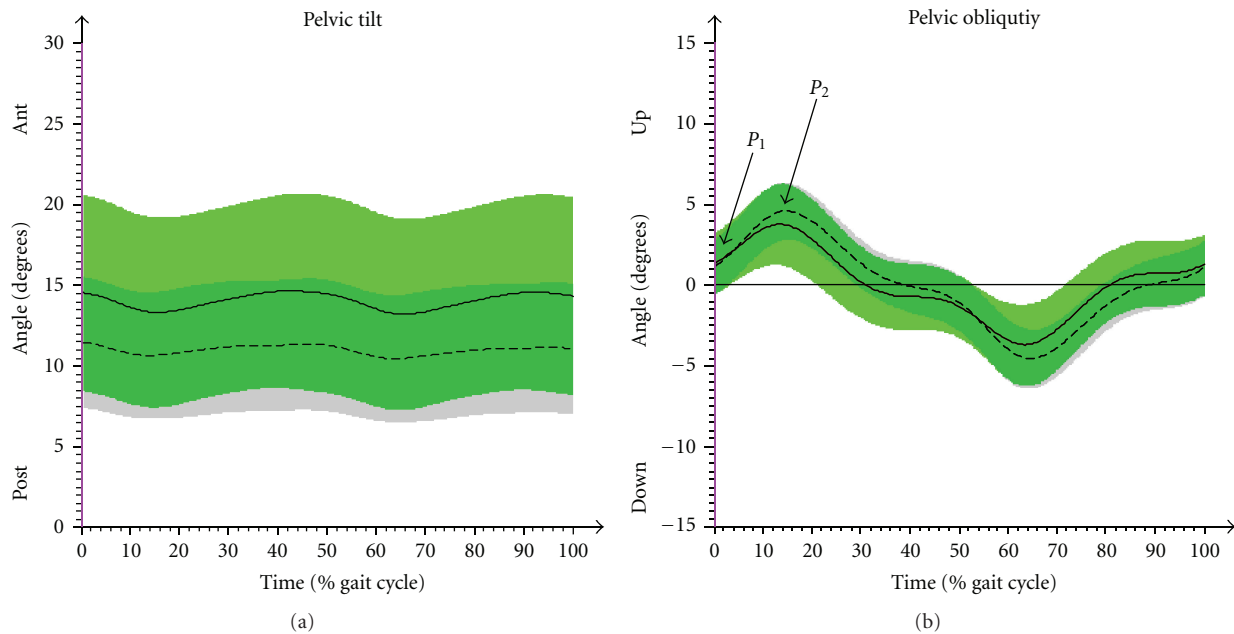 Pelvic tilt
30
25
20
15
10
5
0
Ant
Angle (degrees)
Post
0 10 20 30 40 50 60 70 80 90 100
Time (% gait cycle)
(a)
Pelvic obliqutiy
15
10
5
0
−5
−10
−15
Up
Angle (degrees)
Down
P1
P2
0 10 20 30 40 50 60 70 80 90 100
Time (% gait cycle)
(b)